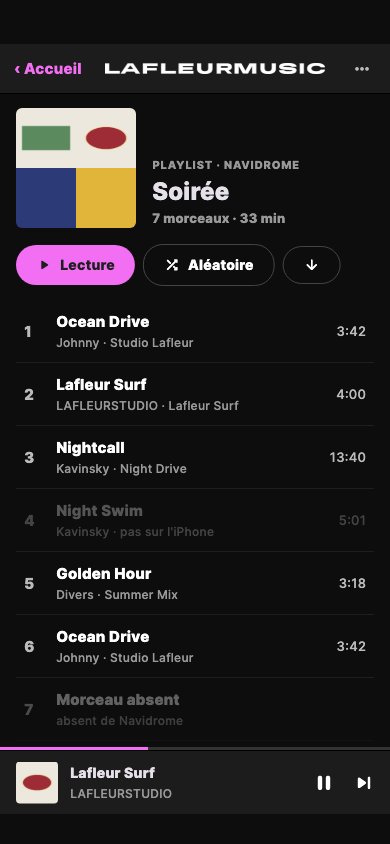 ‹ Accueil
LAFLEURMUSIC
PLAYLIST · NAVIDROME
Soirée
7 morceaux · 33 min
Lecture
Aléatoire
1
Ocean Drive
Johnny · Studio Lafleur
3:42
2
Lafleur Surf
LAFLEURSTUDIO · Lafleur Surf
4:00
3
Nightcall
Kavinsky · Night Drive
13:40
4
Night Swim
Kavinsky · pas sur l'iPhone
5:01
5
Golden Hour
Divers · Summer Mix
3:18
6
Ocean Drive
Johnny · Studio Lafleur
3:42
7
Morceau absent
absent de Navidrome
Lafleur Surf
LAFLEURSTUDIO